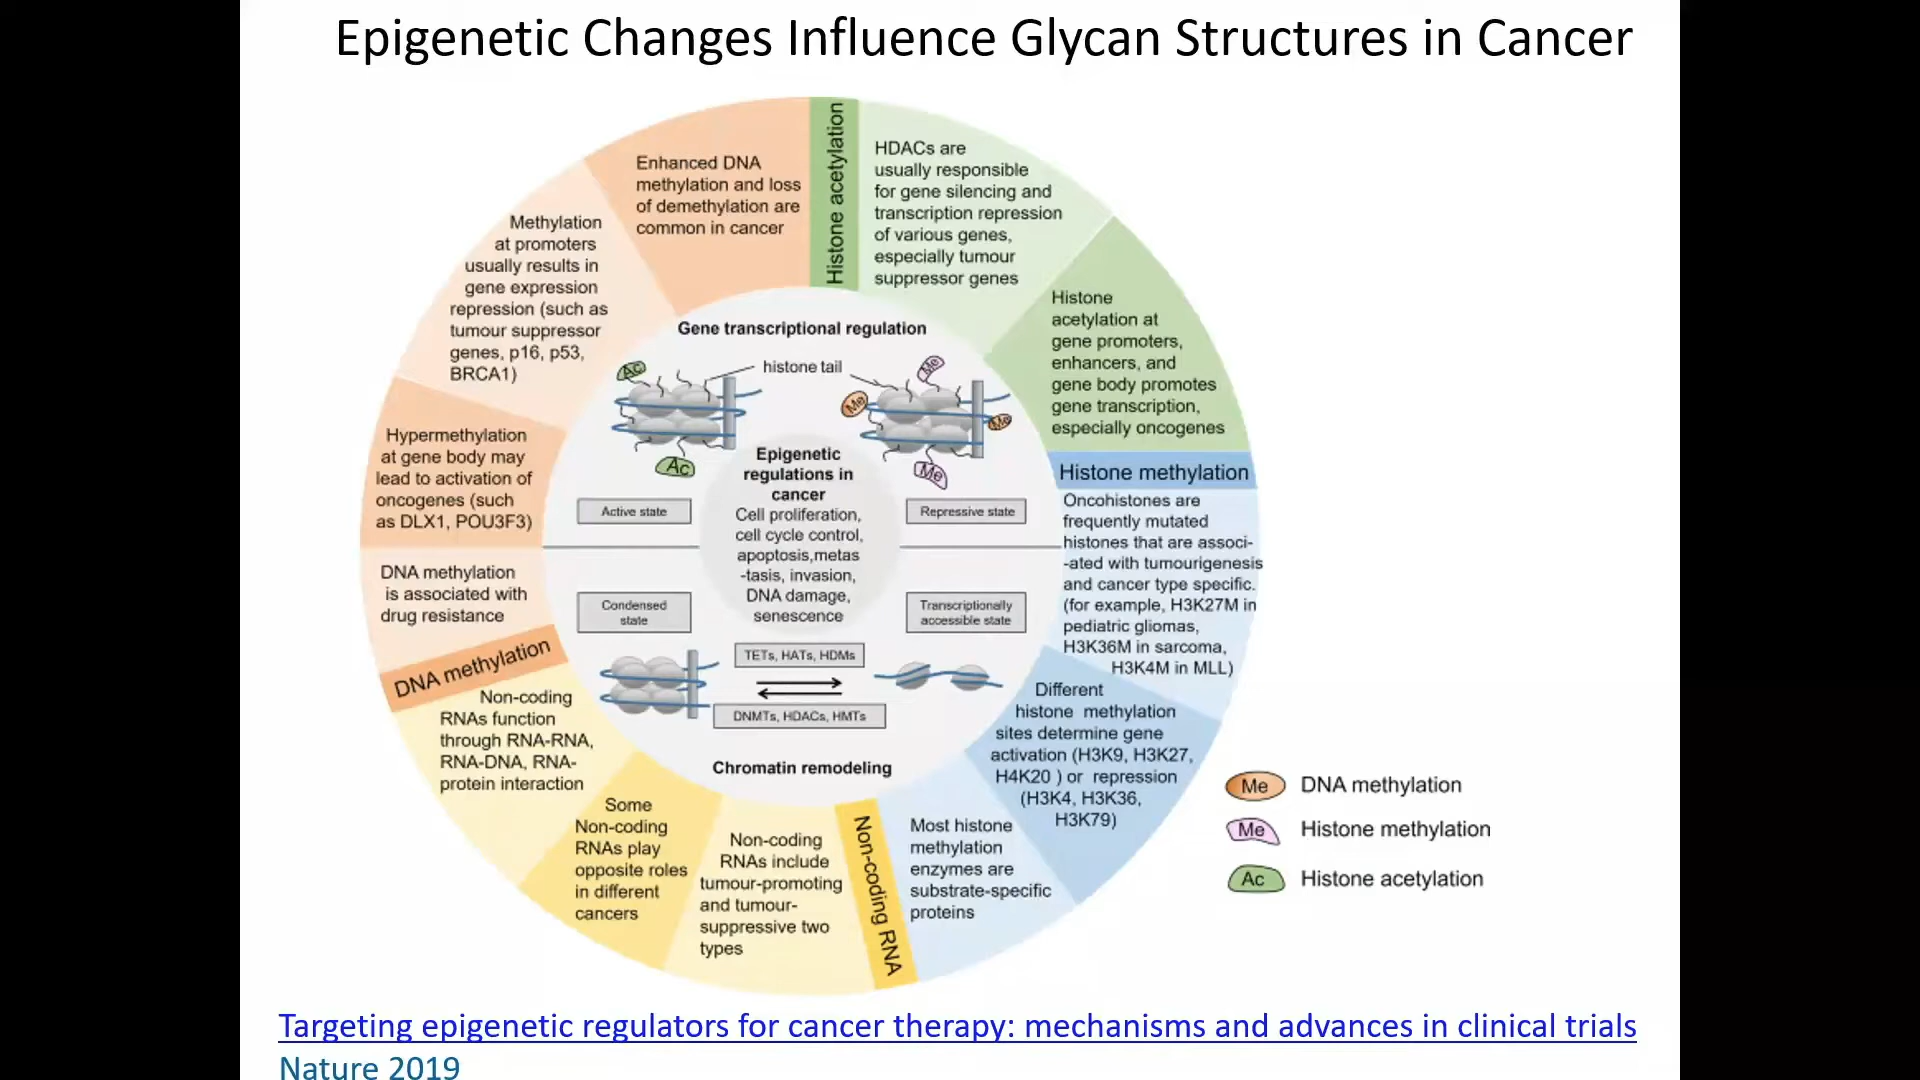 Epigenetic Changes Influence Glycan Structures in Cancer
Histone acetylation
HDACs are
usually responsible
for gene silencing and
transcription repression
of various genes,
especially tumour
suppressor genes
Histone
acetylation at
gene promoters,
enhancers, and
gene body promotes
gene transcription,
especially oncogenes
Histone methylation
Oncohistones are
frequently mutated
histones that are associ-
-ated with tumourigenesis
and cancer type specific.
(for example, H3K27M in
pediatric gliomas,
H3K36M in sarcoma,
H3K4M in MLL)
Different
histone methylation
sites determine gene
activation (H3K9, H3K27,
H4K20 ) or repression
(H3K4, H3K36,
H3K79)
Most histone
methylation
enzymes are
substrate-specific
proteins
Non-coding RNA
Non-coding
RNAs include
tumour-promoting
and tumour-
suppressive two
types
Some
Non-coding
RNAs play
opposite roles
in different
cancers
Non-coding
RNAs function
through RNA-RNA,
RNA-DNA, RNA-
protein interaction
DNA methylation
DNA methylation
is associated with
drug resistance
Hypermethylation
at gene body may
lead to activation of
oncogenes (such
as DLX1, POU3F3)
Methylation
at promoters
usually results in
gene expression
repression (such as
tumour suppressor
genes, p16, p53,
BRCA1)
Enhanced DNA
methylation and loss
of demethylation are
common in cancer
Gene transcriptional regulation
histone tail
Ac
Ac
Me
Me
Me
Me
Active state
Repressive state
Epigenetic
regulations in
cancer
Cell proliferation,
cell cycle control,
apoptosis,metas
-tasis, invasion,
DNA damage,
senescence
Condensed
state
Transcriptionally
accessible state
TETs, HATs, HDMs
DNMTs, HDACs, HMTs
Chromatin remodeling
Me DNA methylation
Me Histone methylation
Ac Histone acetylation
Targeting epigenetic regulators for cancer therapy: mechanisms and advances in clinical trials
Nature 2019